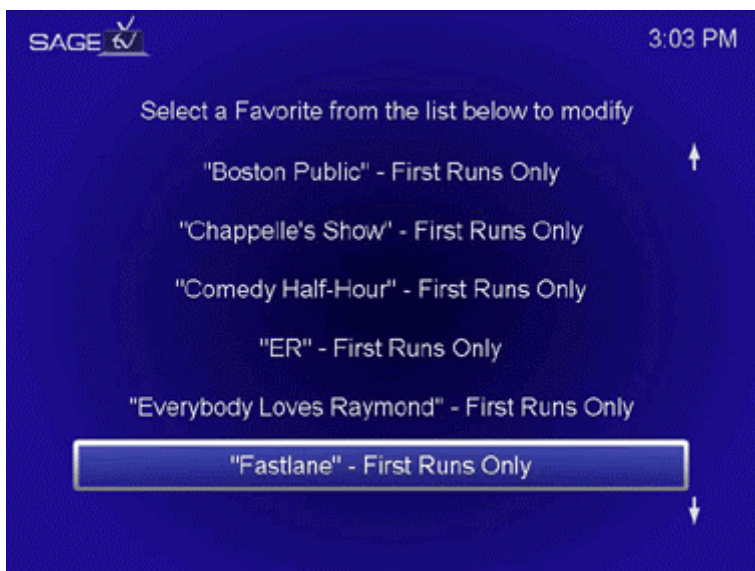 SAGE tv
3:03 PM
Select a Favorite from the list below to modify
"Boston Public" - First Runs Only
"Chappelle's Show" - First Runs Only
"Comedy Half-Hour" - First Runs Only
"ER" - First Runs Only
"Everybody Loves Raymond" - First Runs Only
"Fastlane" - First Runs Only